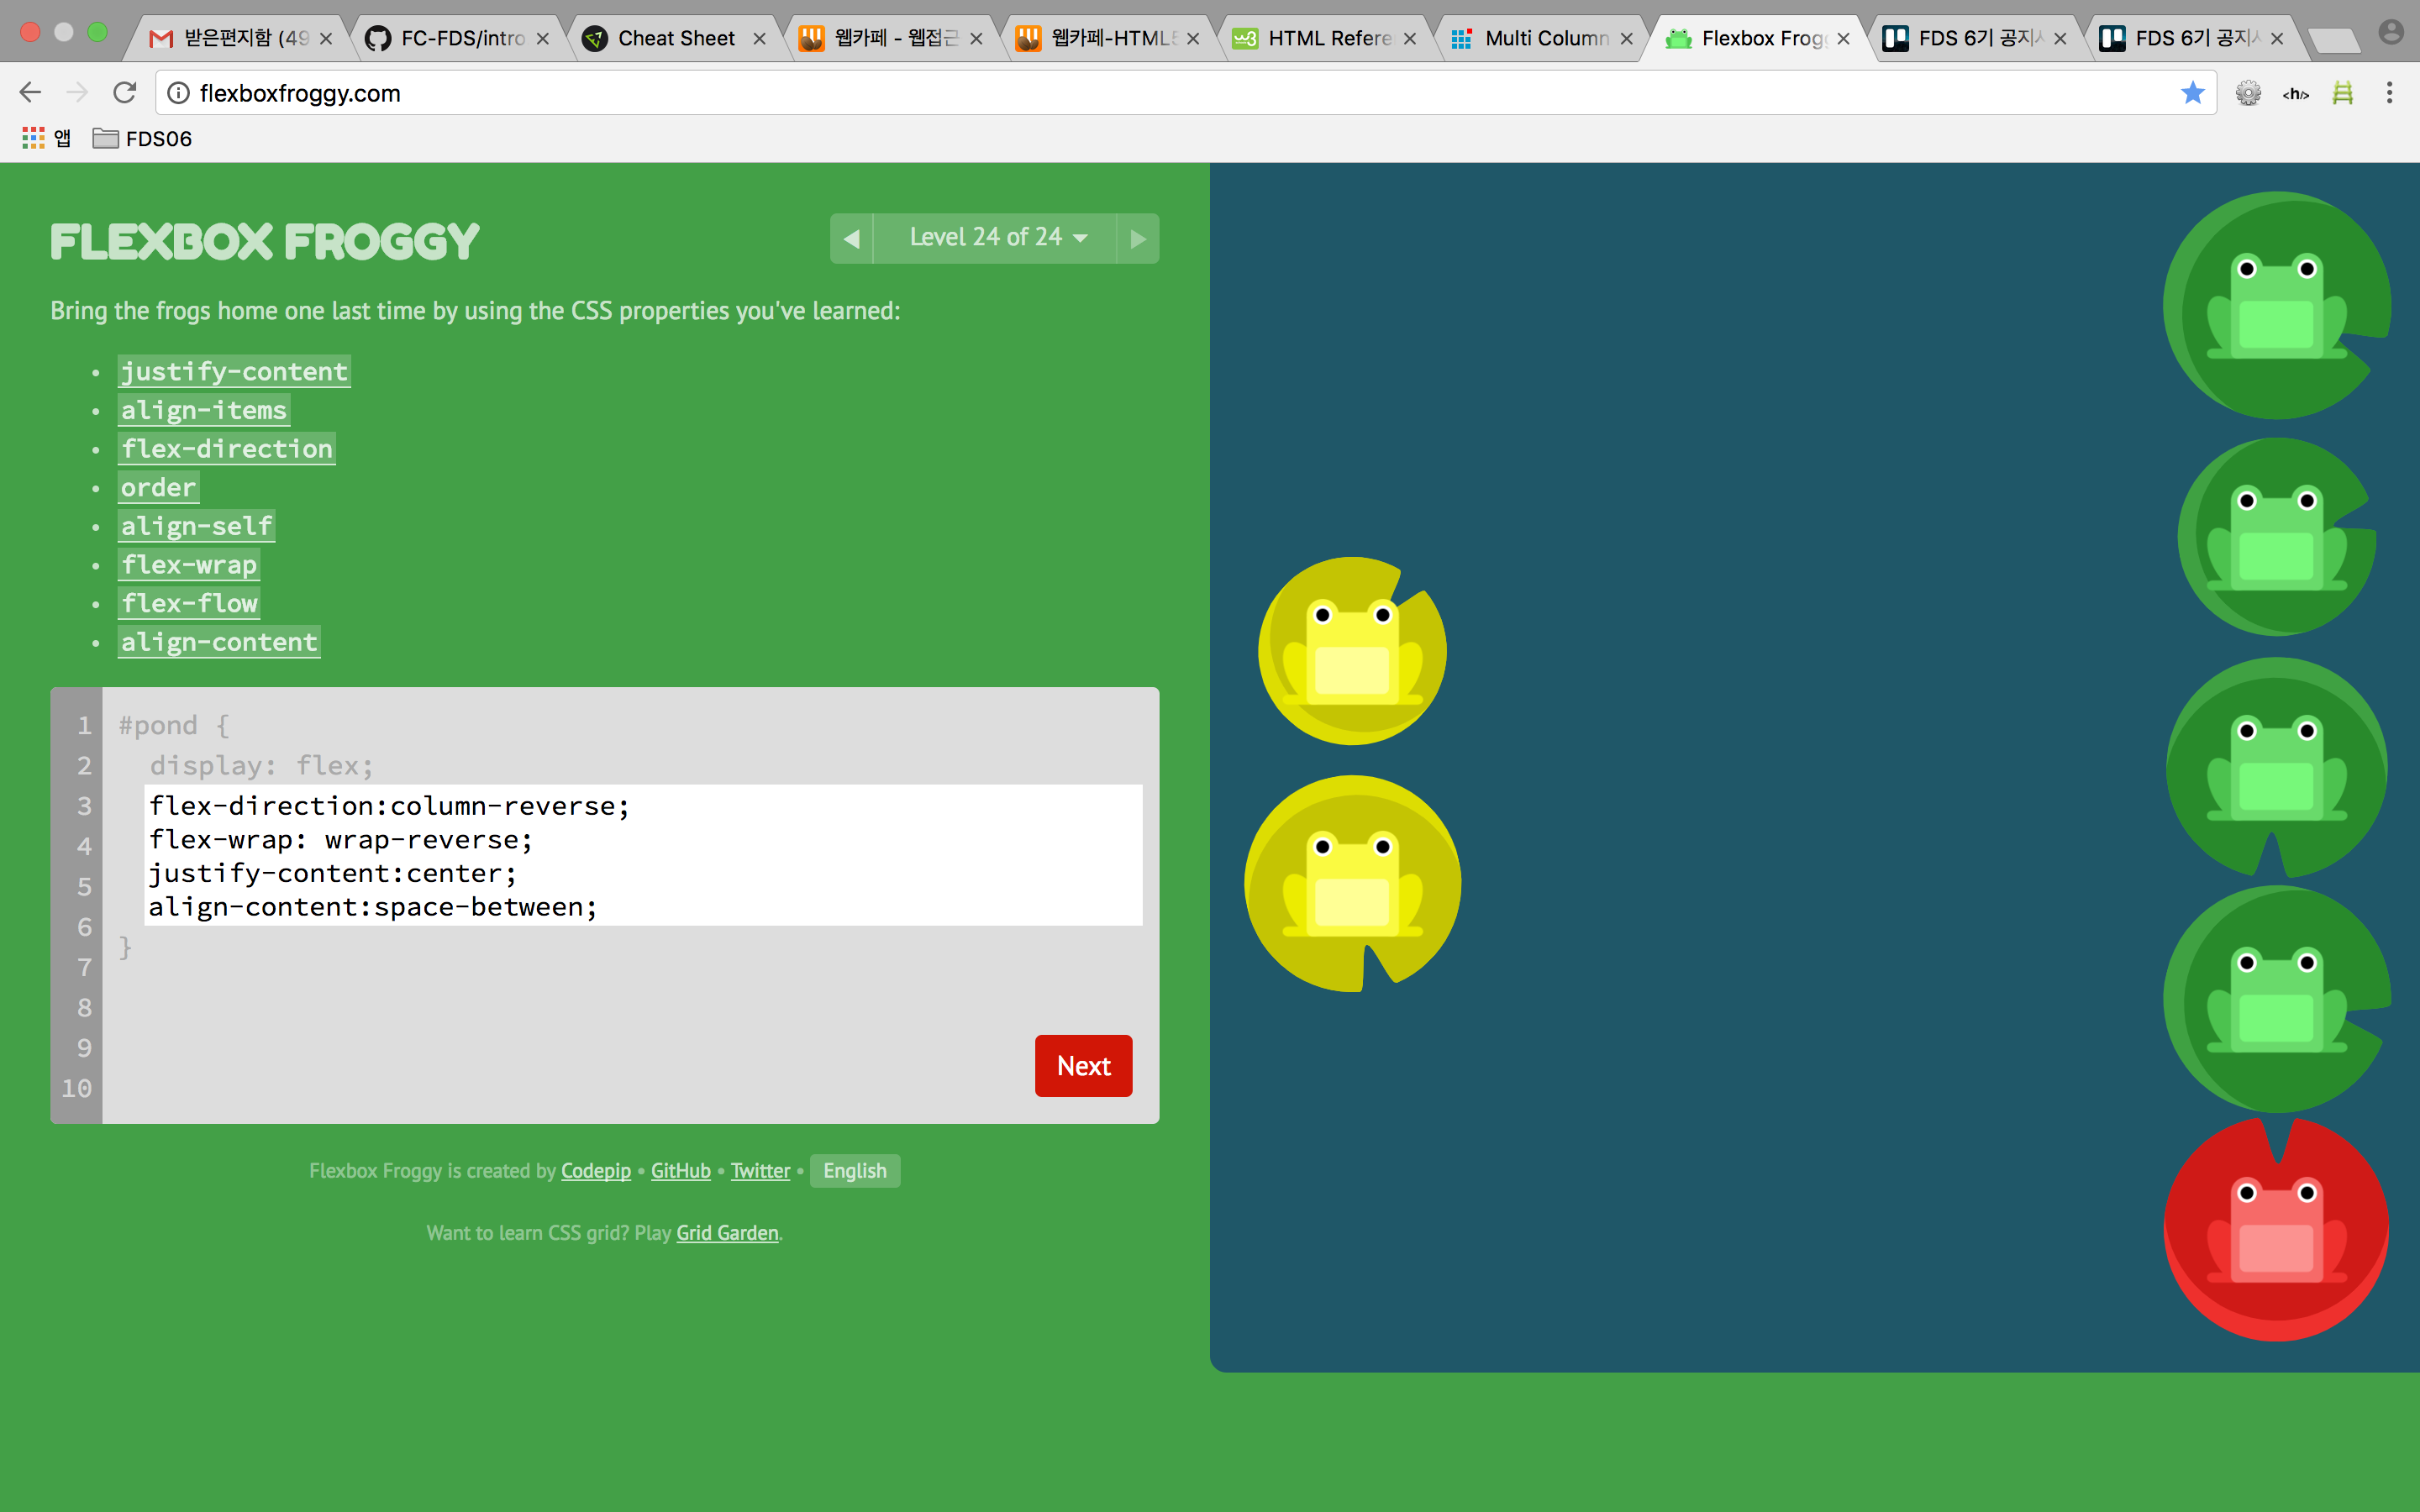 받은편지함 (49
FC-FDS/intro
Cheat Sheet
웹카페 - 웹접근
웹카페-HTML5
HTML Refere
Multi Column
Flexbox Frog
FDS 6기 공지
FDS 6기 공지
flexboxfroggy.com
<h/>
앱
FDS06
FLEXBOX FROGGY
Level 24 of 24
Bring the frogs home one last time by using the CSS properties you've learned:
• justify-content
• align-items
• flex-direction
• order
• align-self
• flex-wrap
• flex-flow
• align-content
1 #pond {
2 display: flex;
3 flex-direction:column-reverse;
4 flex-wrap: wrap-reverse;
5 justify-content:center;
6 align-content:space-between;
}
7
8
9
10
Next
Flexbox Froggy is created by Codepip • GitHub • Twitter • English
Want to learn CSS grid? Play Grid Garden.